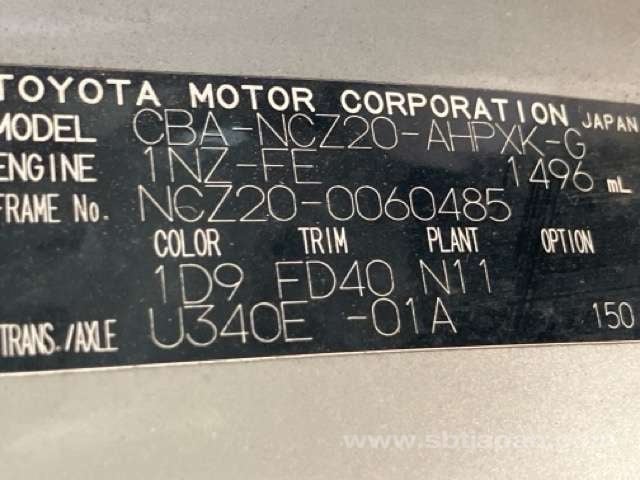 TOYOTA MOTOR CORPORATION JAPAN
MODEL CBA-NCZ20-AHPXK-G
ENGINE 1NZ-FE 1496 mL
FRAME No. NCZ20-0060485
COLOR TRIM PLANT OPTION
1D9 FD40 N11
TRANS./AXLE U340E -01A 150
www.sbtjapan.com